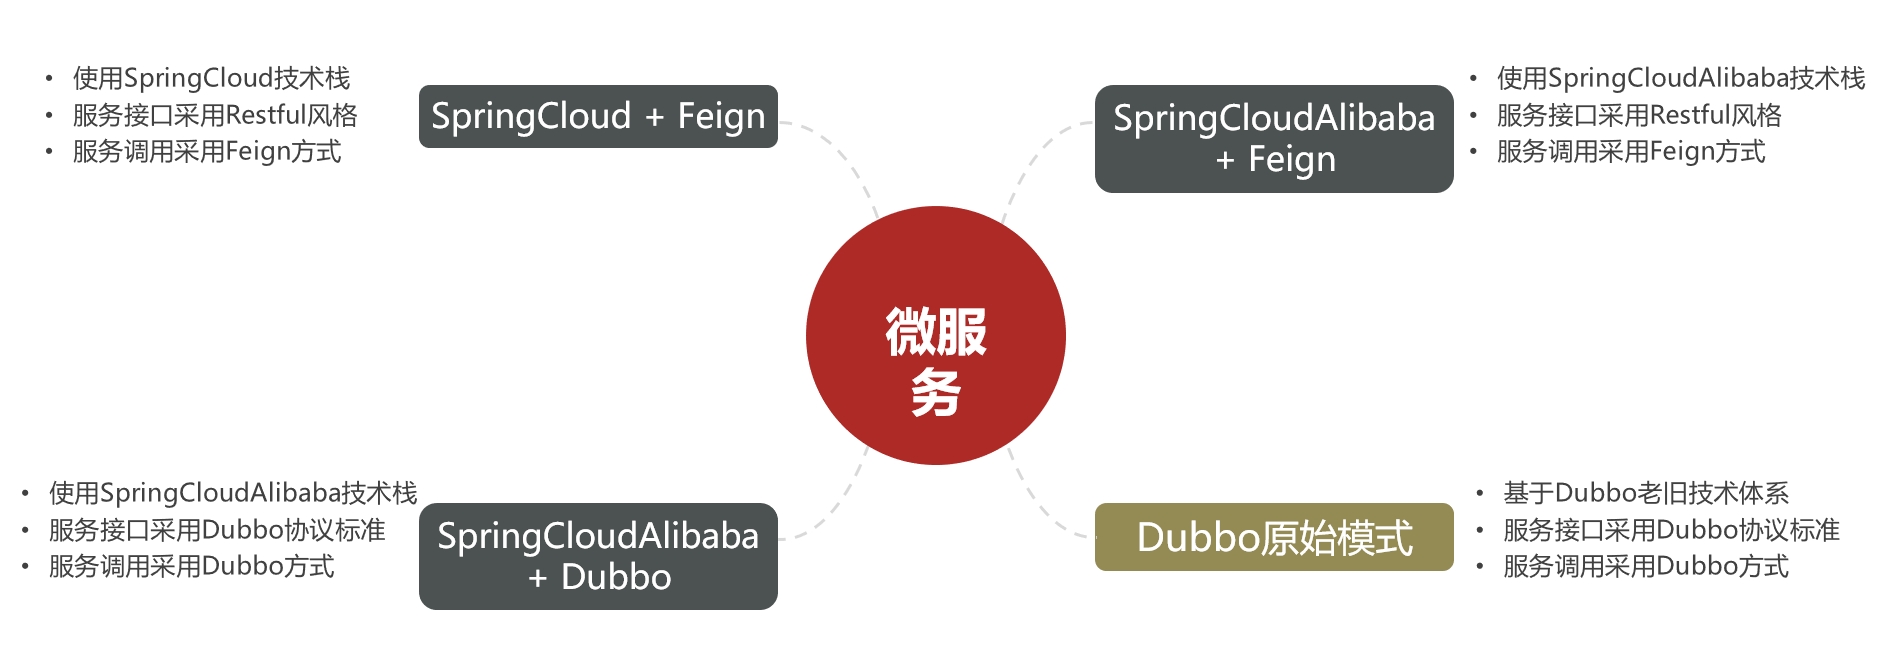 • 使用SpringCloud技术栈
• 服务接口采用Restful风格
• 服务调用采用Feign方式
SpringCloud + Feign
SpringCloudAlibaba
+ Feign
• 使用SpringCloudAlibaba技术栈
• 服务接口采用Restful风格
• 服务调用采用Feign方式
微服
务
• 使用SpringCloudAlibaba技术栈
• 服务接口采用Dubbo协议标准
• 服务调用采用Dubbo方式
SpringCloudAlibaba
+ Dubbo
Dubbo原始模式
• 基于Dubbo老旧技术体系
• 服务接口采用Dubbo协议标准
• 服务调用采用Dubbo方式